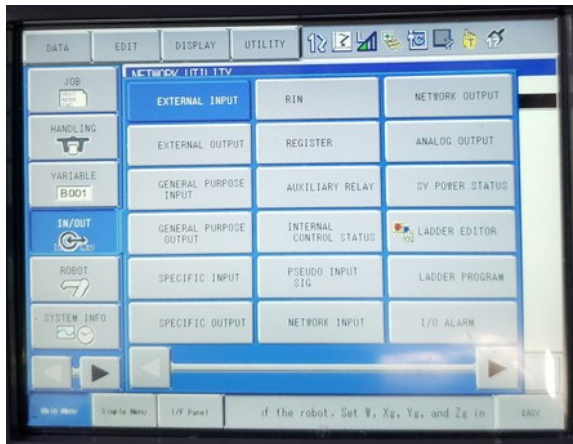 DATA
EDIT
DISPLAY
UTILITY
NETWORK UTILITY
JOB
HANDLING
VARIABLE
B001
IN/OUT
ROBOT
SYSTEM INFO
EXTERNAL INPUT
RIN
NETWORK OUTPUT
EXTERNAL OUTPUT
REGISTER
ANALOG OUTPUT
GENERAL PURPOSE
INPUT
AUXILIARY RELAY
SV POWER STATUS
GENERAL PURPOSE
OUTPUT
INTERNAL
CONTROL STATUS
LADDER EDITOR
SPECIFIC INPUT
PSEUDO INPUT
SIG
LADDER PROGRAM
SPECIFIC OUTPUT
NETWORK INPUT
I/O ALARM
Main Menu
Simple Menu
I/F Panel
of the robot. Set W, Xg, Yg, and Zg in
EASY